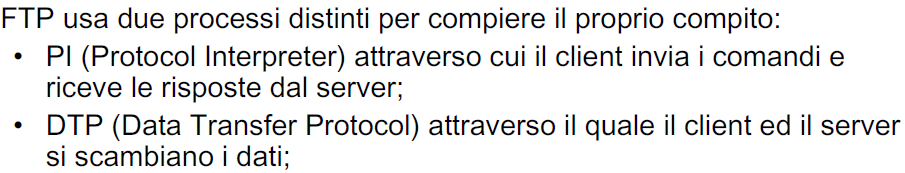 FTP usa due processi distinti per compiere il proprio compito:
• PI (Protocol Interpreter) attraverso cui il client invia i comandi e
riceve le risposte dal server;
• DTP (Data Transfer Protocol) attraverso il quale il client ed il server
si scambiano i dati;